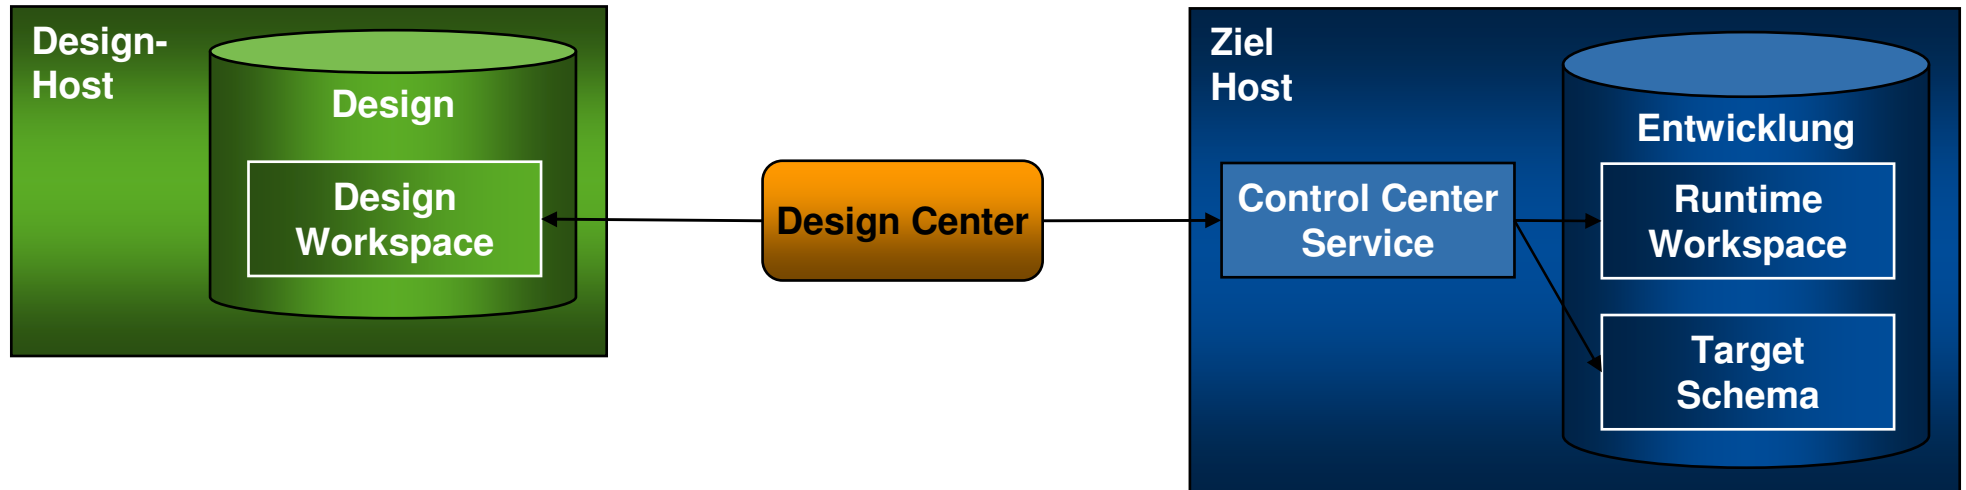 Design-
Host
Design
Design
Workspace
Design Center
Ziel
Host
Entwicklung
Control Center
Service
Runtime
Workspace
Target
Schema